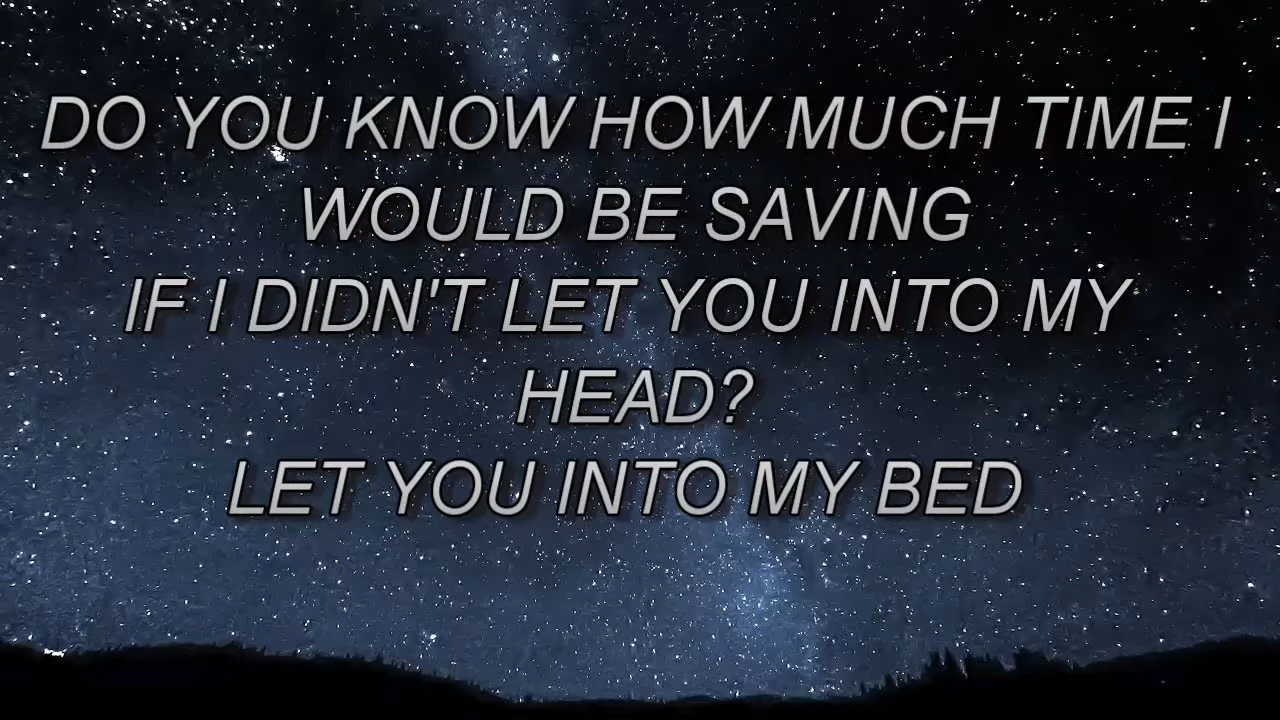 DO YOU KNOW HOW MUCH TIME I
WOULD BE SAVING
IF I DIDN'T LET YOU INTO MY
HEAD?
LET YOU INTO MY BED